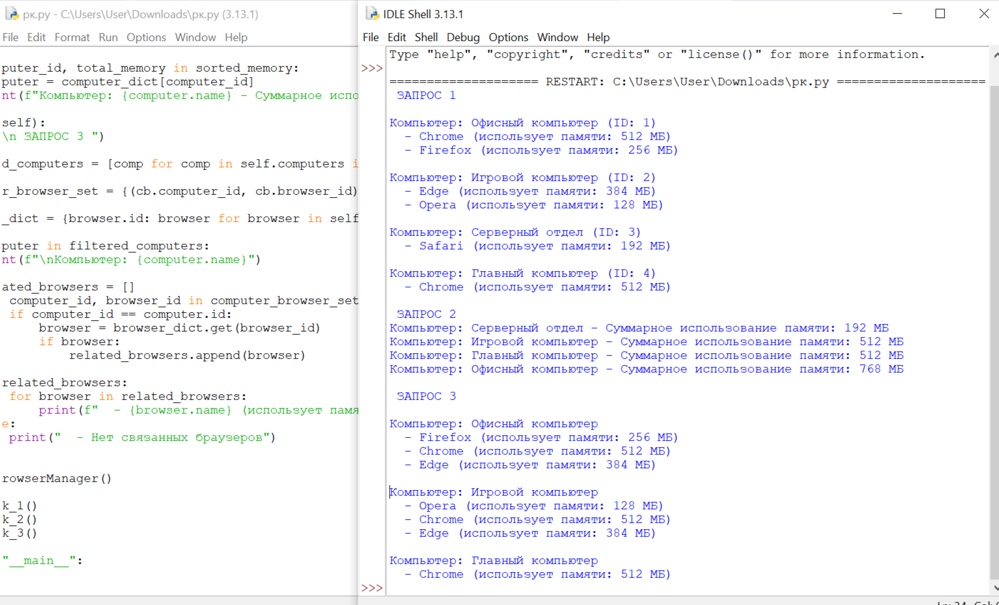 рк.py - C:\Users\User\Downloads\рк.py (3.13.1)
File Edit Format Run Options Window Help
puter_id, total_memory in sorted_memory:
puter = computer_dict[computer_id]
nt(f"Компьютер: {computer.name} - Суммарное испо
self):
\n ЗАПРОС 3 ")
d_computers = [comp for comp in self.computers i
r_browser_set = {(cb.computer_id, cb.browser_id)
_dict = {browser.id: browser for browser in self
puter in filtered_computers:
nt(f"\nКомпьютер: {computer.name}")
ated_browsers = []
computer_id, browser_id in computer_browser_set
if computer_id == computer.id:
browser = browser_dict.get(browser_id)
if browser:
related_browsers.append(browser)
related_browsers:
for browser in related_browsers:
print(f"  - {browser.name} (использует памя
e:
print("  - Нет связанных браузеров")
rowserManager()
k_1()
k_2()
k_3()
"__main__":
IDLE Shell 3.13.1
File Edit Shell Debug Options Window Help
Type "help", "copyright", "credits" or "license()" for more information.
>>>
==================== RESTART: C:\Users\User\Downloads\рк.py ====================
ЗАПРОС 1
Компьютер: Офисный компьютер (ID: 1)
- Chrome (использует памяти: 512 МБ)
- Firefox (использует памяти: 256 МБ)
Компьютер: Игровой компьютер (ID: 2)
- Edge (использует памяти: 384 МБ)
- Opera (использует памяти: 128 МБ)
Компьютер: Серверный отдел (ID: 3)
- Safari (использует памяти: 192 МБ)
Компьютер: Главный компьютер (ID: 4)
- Chrome (использует памяти: 512 МБ)
ЗАПРОС 2
Компьютер: Серверный отдел - Суммарное использование памяти: 192 МБ
Компьютер: Игровой компьютер - Суммарное использование памяти: 512 МБ
Компьютер: Главный компьютер - Суммарное использование памяти: 512 МБ
Компьютер: Офисный компьютер - Суммарное использование памяти: 768 МБ
ЗАПРОС 3
Компьютер: Офисный компьютер
- Firefox (использует памяти: 256 МБ)
- Chrome (использует памяти: 512 МБ)
- Edge (использует памяти: 384 МБ)
Компьютер: Игровой компьютер
- Opera (использует памяти: 128 МБ)
- Chrome (использует памяти: 512 МБ)
- Edge (использует памяти: 384 МБ)
Компьютер: Главный компьютер
- Chrome (использует памяти: 512 МБ)
>>>